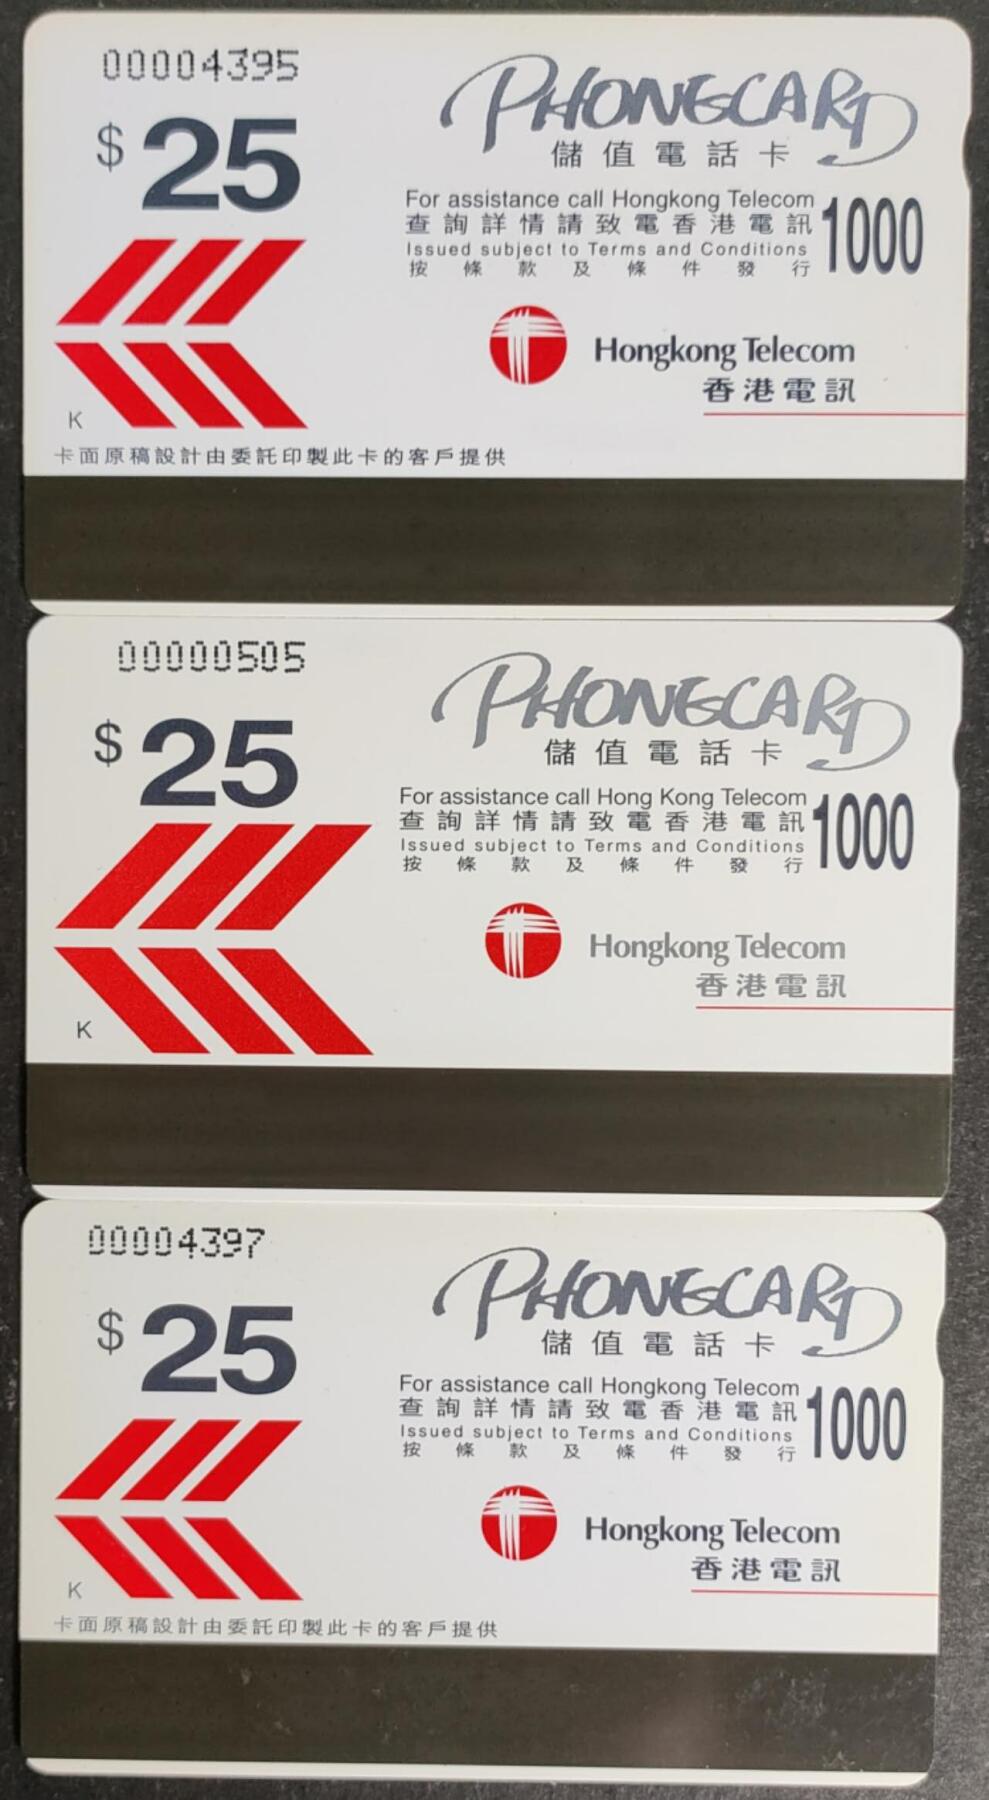 00004395
$25
PHONECARD
儲值電話卡
For assistance call Hongkong Telecom
查詢詳情請致電香港電訊 1000
Issued subject to Terms and Conditions
按條款及條件發行
Hongkong Telecom
香港電訊
K
卡面原稿設計由委託印製此卡的客戶提供
00000505
$25
PHONECARD
儲值電話卡
For assistance call Hong Kong Telecom
查詢詳情請致電香港電訊 1000
Issued subject to Terms and Conditions
按條款及條件發行
Hongkong Telecom
香港電訊
K
00004397
$25
PHONECARD
儲值電話卡
For assistance call Hongkong Telecom
查詢詳情請致電香港電訊 1000
Issued subject to Terms and Conditions
按條款及條件發行
Hongkong Telecom
香港電訊
K
卡面原稿設計由委託印製此卡的客戶提供